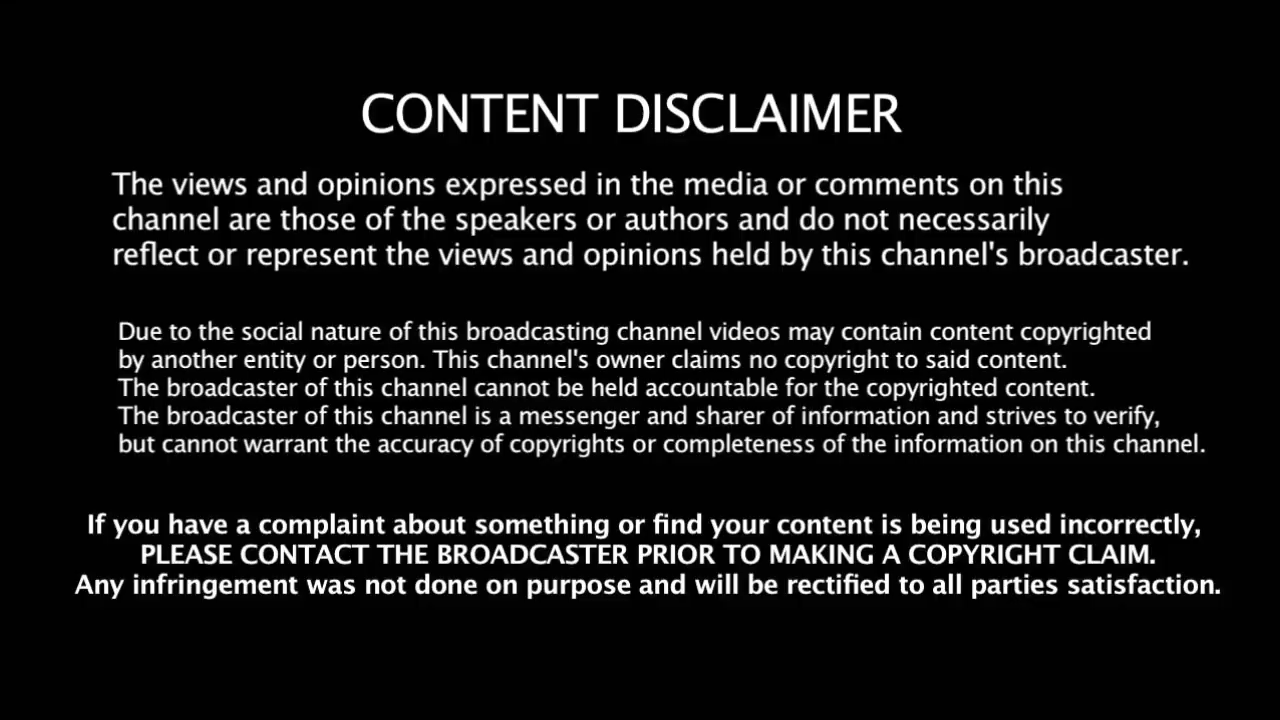 CONTENT DISCLAIMER
The views and opinions expressed in the media or comments on this
channel are those of the speakers or authors and do not necessarily
reflect or represent the views and opinions held by this channel's broadcaster.
Due to the social nature of this broadcasting channel videos may contain content copyrighted
by another entity or person. This channel's owner claims no copyright to said content.
The broadcaster of this channel cannot be held accountable for the copyrighted content.
The broadcaster of this channel is a messenger and sharer of information and strives to verify,
but cannot warrant the accuracy of copyrights or completeness of the information on this channel.
If you have a complaint about something or find your content is being used incorrectly,
PLEASE CONTACT THE BROADCASTER PRIOR TO MAKING A COPYRIGHT CLAIM.
Any infringement was not done on purpose and will be rectified to all parties satisfaction.